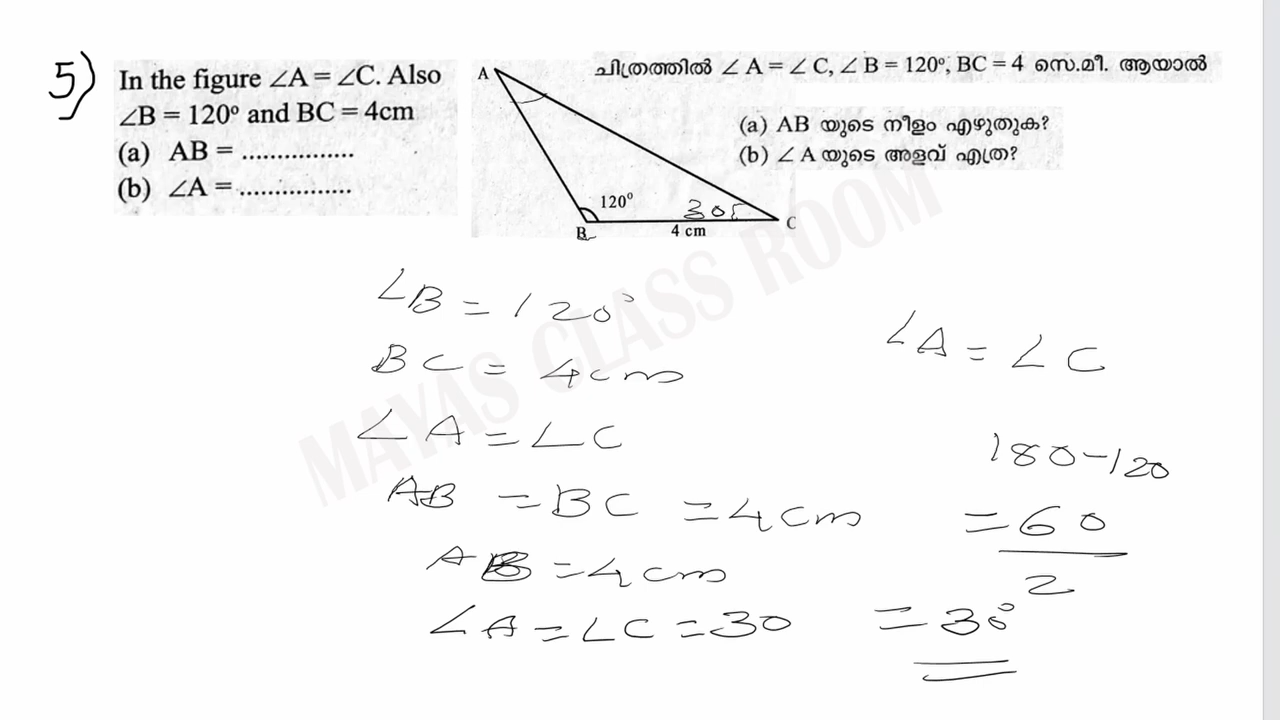 5)
In the figure ∠A = ∠C. Also
∠B = 120° and BC = 4cm
(a) AB = ................
(b) ∠A = ................
ചിത്രത്തിൽ ∠ A = ∠ C, ∠ B = 120°, BC = 4 സെ.മീ. ആയാൽ
(a) AB യുടെ നീളം എഴുതുക?
(b) ∠ A യുടെ അളവ് എത്ര?
A
120°
30
B
4 cm
C
MAYAS CLASS ROOM
∠B = 120°
BC = 4cm
∠A = ∠C
AB = BC = 4cm
AB = 4cm
∠A = ∠C = 30
∠A = ∠C
180-120
= 60
2
= 30°